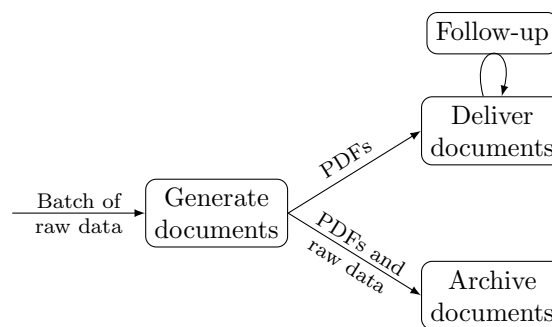 Follow-up
Deliver
documents
PDFs
Batch of
raw data
Generate
documents
PDFs and
raw data
Archive
documents